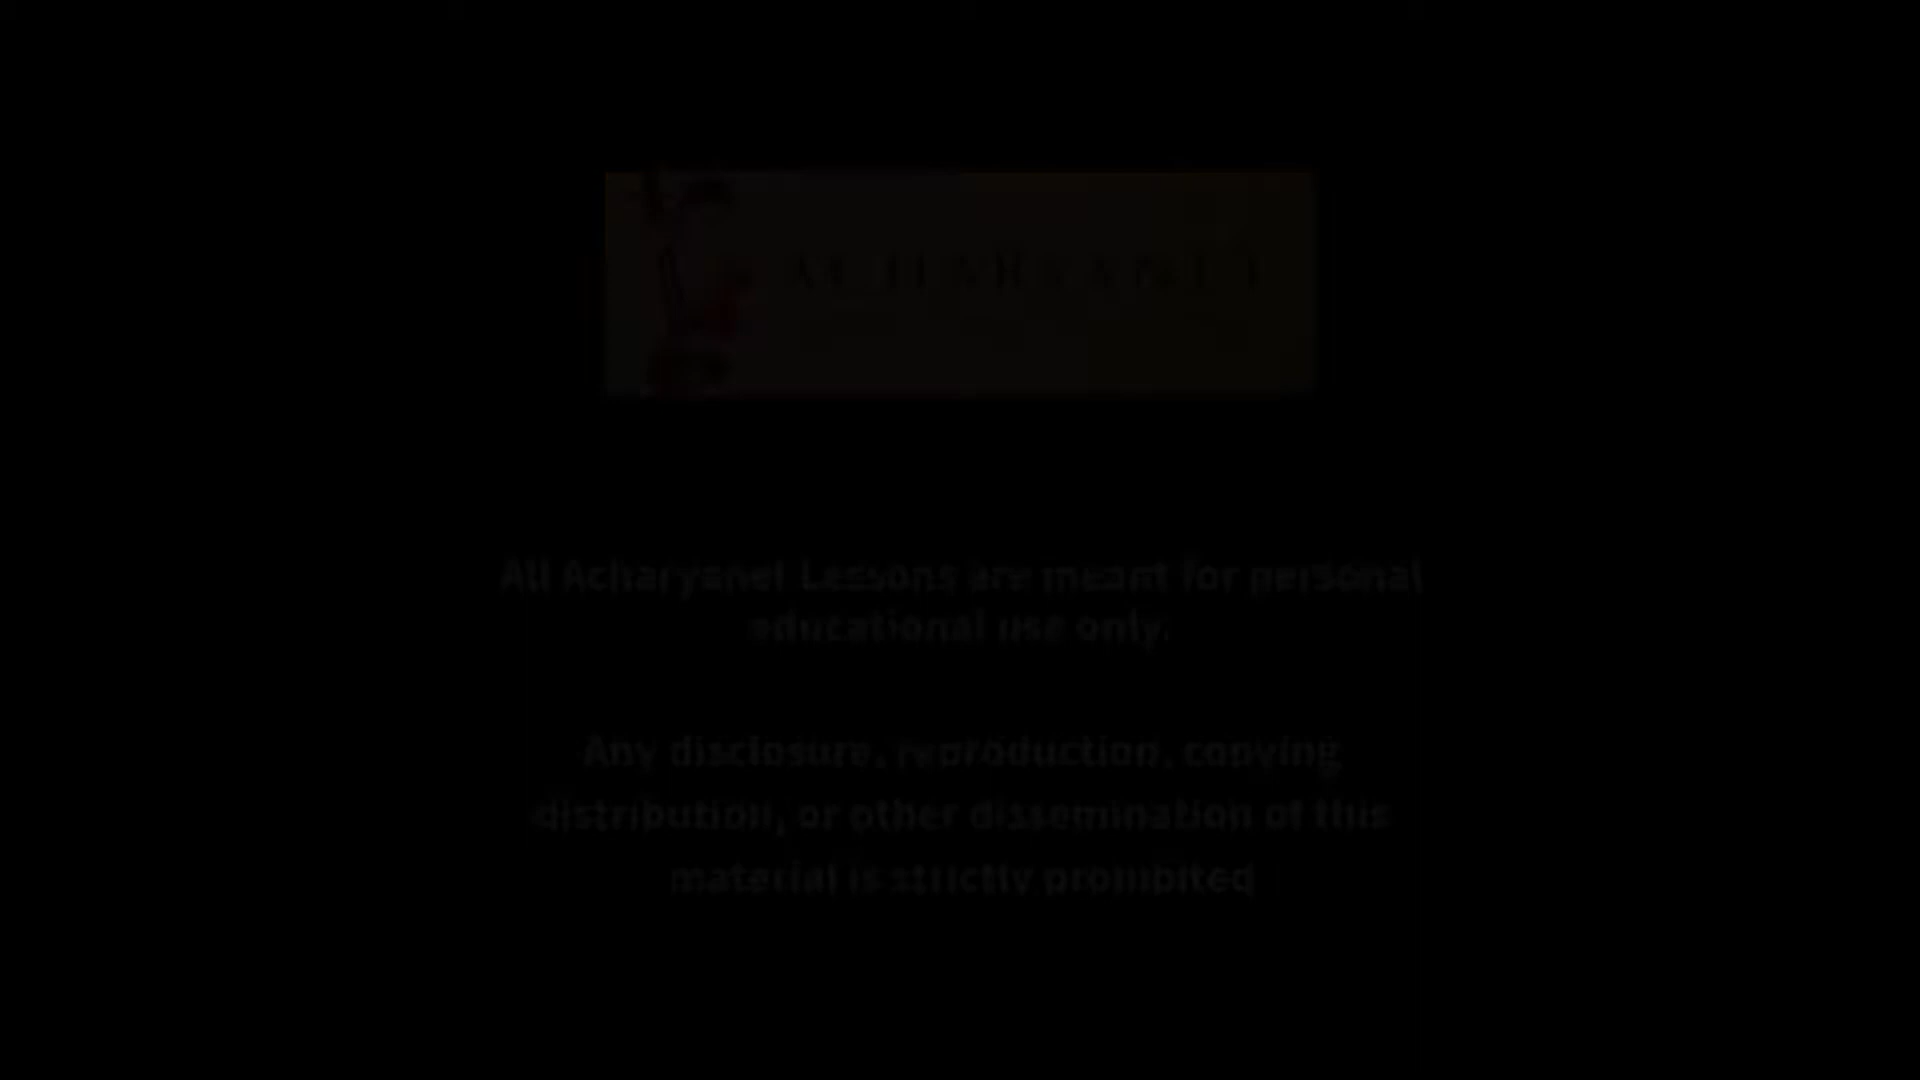 ACHARYANET
All Acharyanet Lessons are meant for personal
educational use only.
Any disclosure, reproduction, copying
distribution, or other dissemination of this
material is strictly prohibited